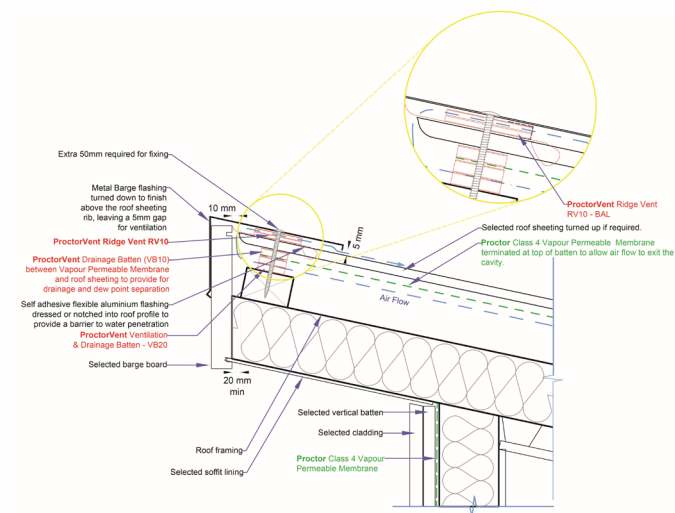 Extra 50mm required for fixing
Metal Barge flashing
turned down to finish
above the roof sheeting
rib, leaving a 5mm gap
for ventilation
10 mm
5 mm
ProctorVent Ridge Vent RV10
ProctorVent Drainage Batten (VB10)
between Vapour Permeable Membrane
and roof sheeting to provide for
drainage and dew point separation
Self adhesive flexible aluminium flashing
dressed or notched into roof profile to
provide a barrier to water penetration
ProctorVent Ventilation
& Drainage Batten - VB20
Selected barge board
20 mm
min
ProctorVent Ridge Vent
RV10 - BAL
Selected roof sheeting turned up if required.
Proctor Class 4 Vapour Permeable Membrane
terminated at top of batten to allow air flow to exit the
cavity.
Air Flow
Selected vertical batten
Selected cladding
Roof framing
Proctor Class 4 Vapour
Permeable Membrane
Selected soffit lining